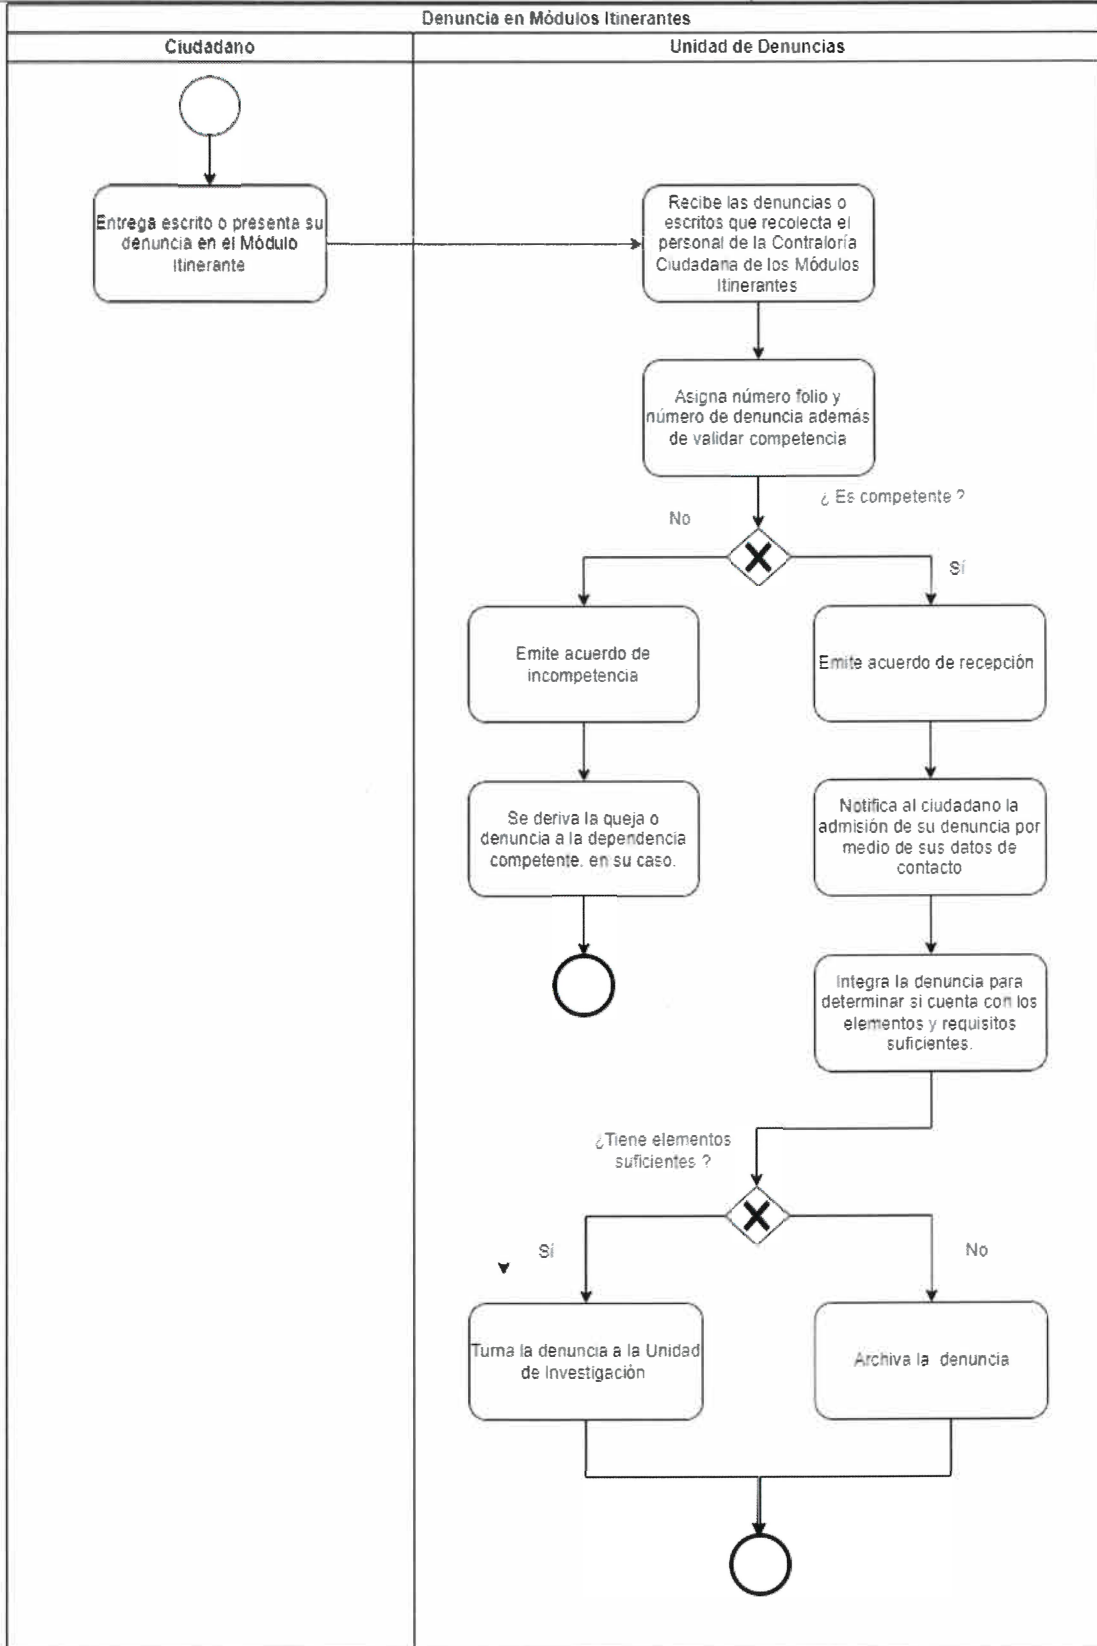 Denuncia en Módulos Itinerantes
Ciudadano
Unidad de Denuncias
Entrega escrito o presenta su
denuncia en el Módulo
Itinerante
Recibe las denuncias o
escritos que recolecta el
personal de la Contraloría
Ciudadana de los Módulos
Itinerantes
Asigna número folio y
número de denuncia además
de validar competencia
¿ Es competente ?
No
Sí
Emite acuerdo de
incompetencia
Emite acuerdo de recepción
Se deriva la queja o
denuncia a la dependencia
competente. en su caso.
Notifica al ciudadano la
admisión de su denuncia por
medio de sus datos de
contacto
Integra la denuncia para
determinar si cuenta con los
elementos y requisitos
suficientes.
¿Tiene elementos
suficientes ?
Sí
No
Turna la denuncia a la Unidad
de Investigación
Archiva la denuncia